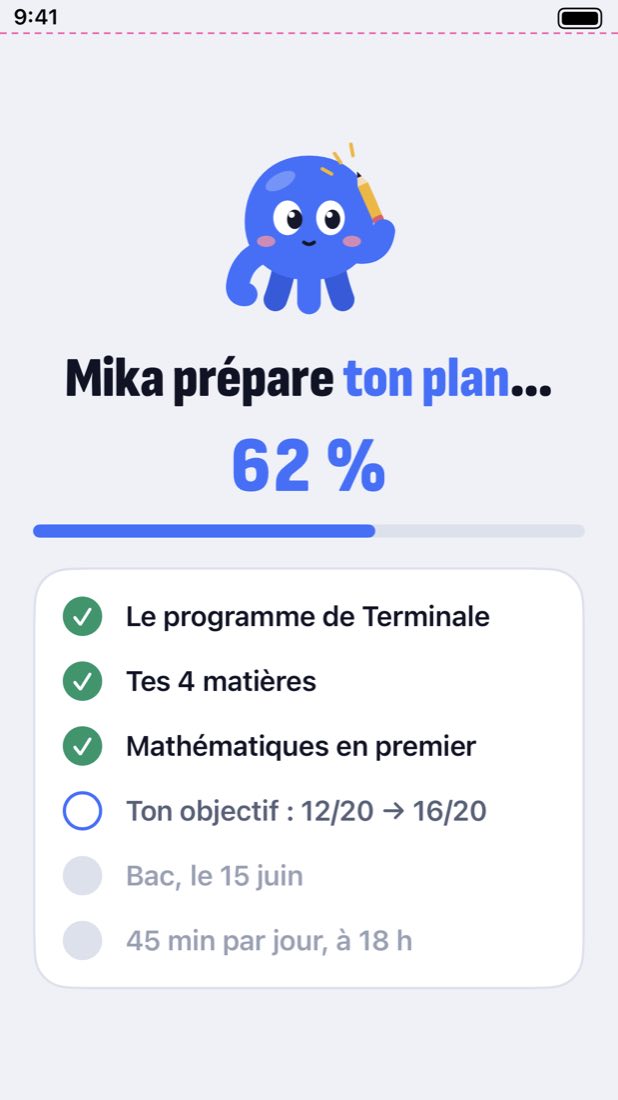 9:41
Mika prépare ton plan...
62 %
Le programme de Terminale
Tes 4 matières
Mathématiques en premier
Ton objectif : 12/20 → 16/20
Bac, le 15 juin
45 min par jour, à 18 h